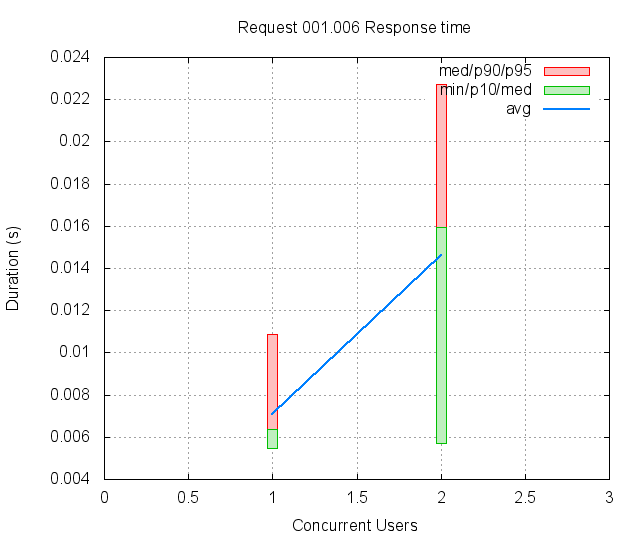 Request 001.006 Response time
med/p90/p95
min/p10/med
avg
0.024
0.022
0.02
0.018
0.016
0.014
0.012
0.01
0.008
0.006
0.004
Duration (s)
0 0.5 1 1.5 2 2.5 3
Concurrent Users